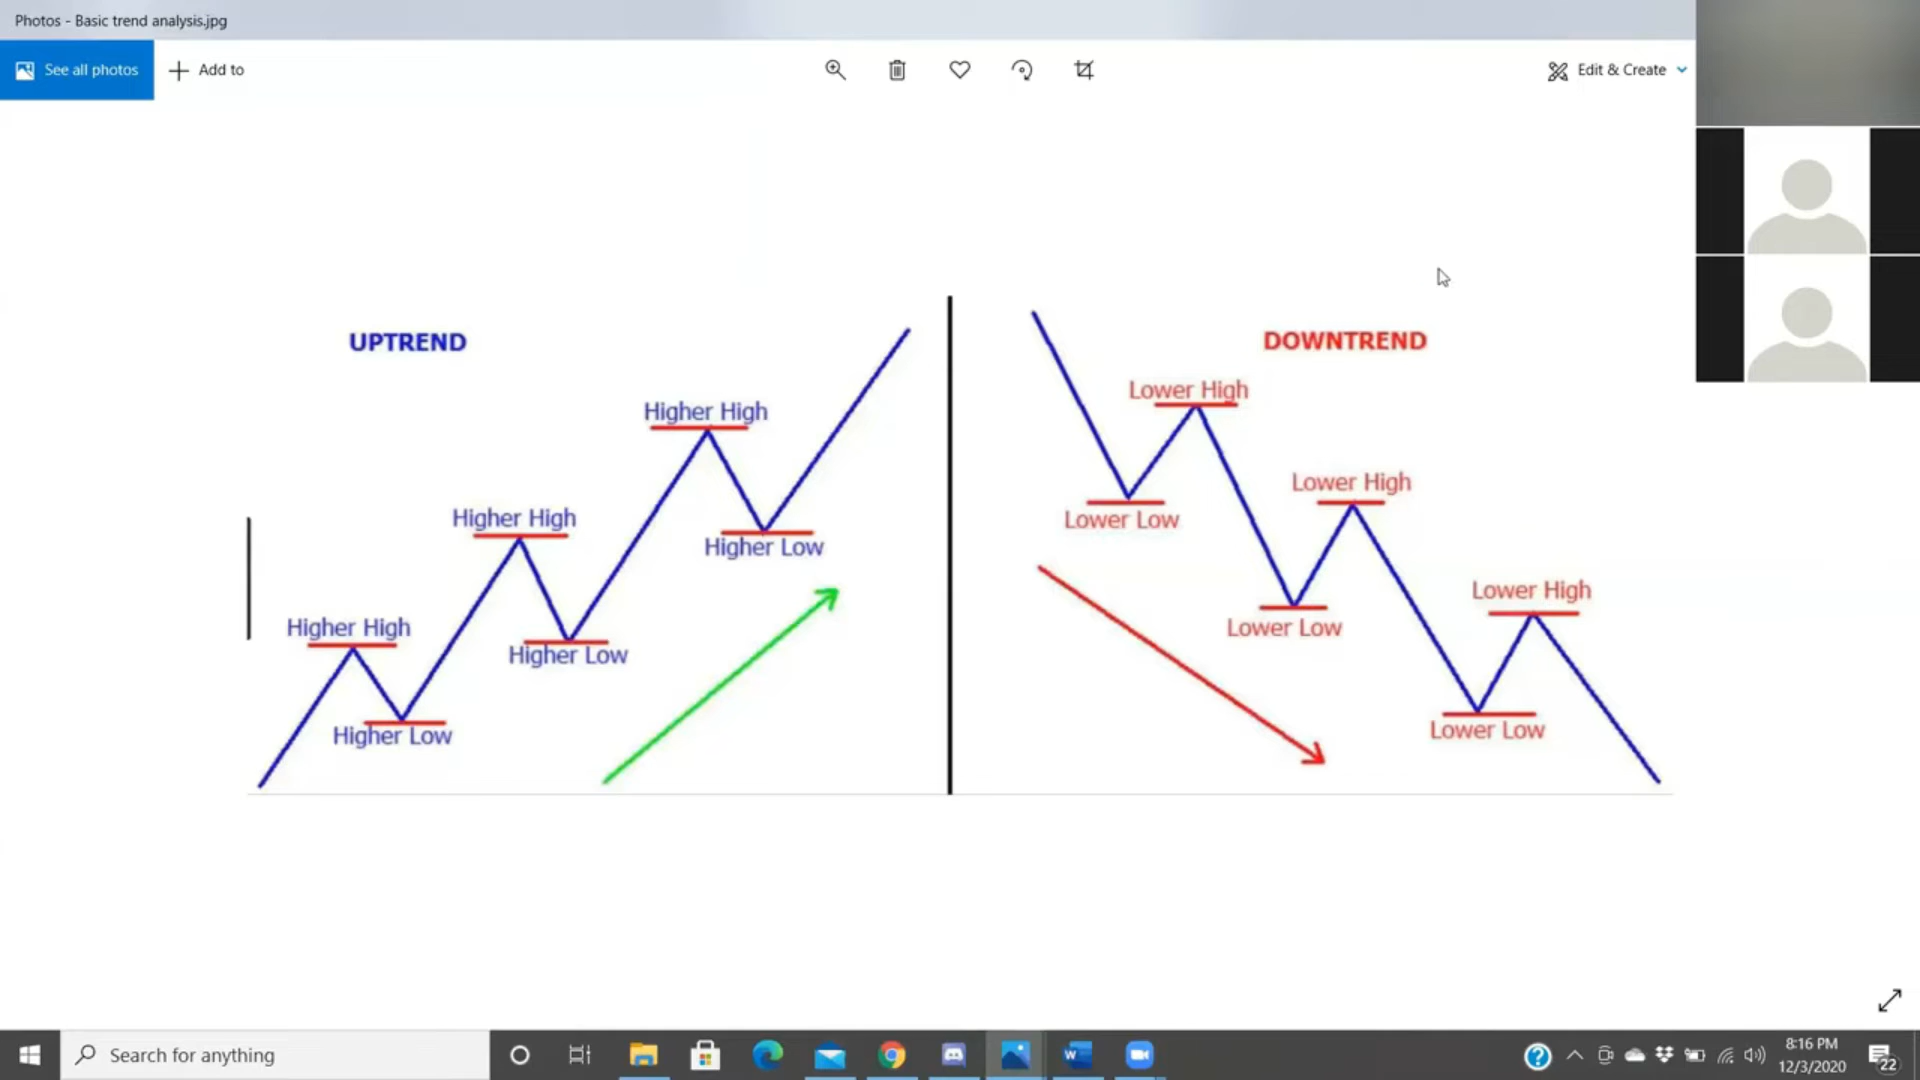 Photos - Basic trend analysis.jpg
See all photos
Add to
Edit & Create
UPTREND
DOWNTREND
Lower High
Higher High
Lower High
Higher High
Lower Low
Higher Low
Lower High
Higher High
Lower Low
Higher Low
Lower Low
Higher Low
Search for anything
W
8:16 PM
12/3/2020
22